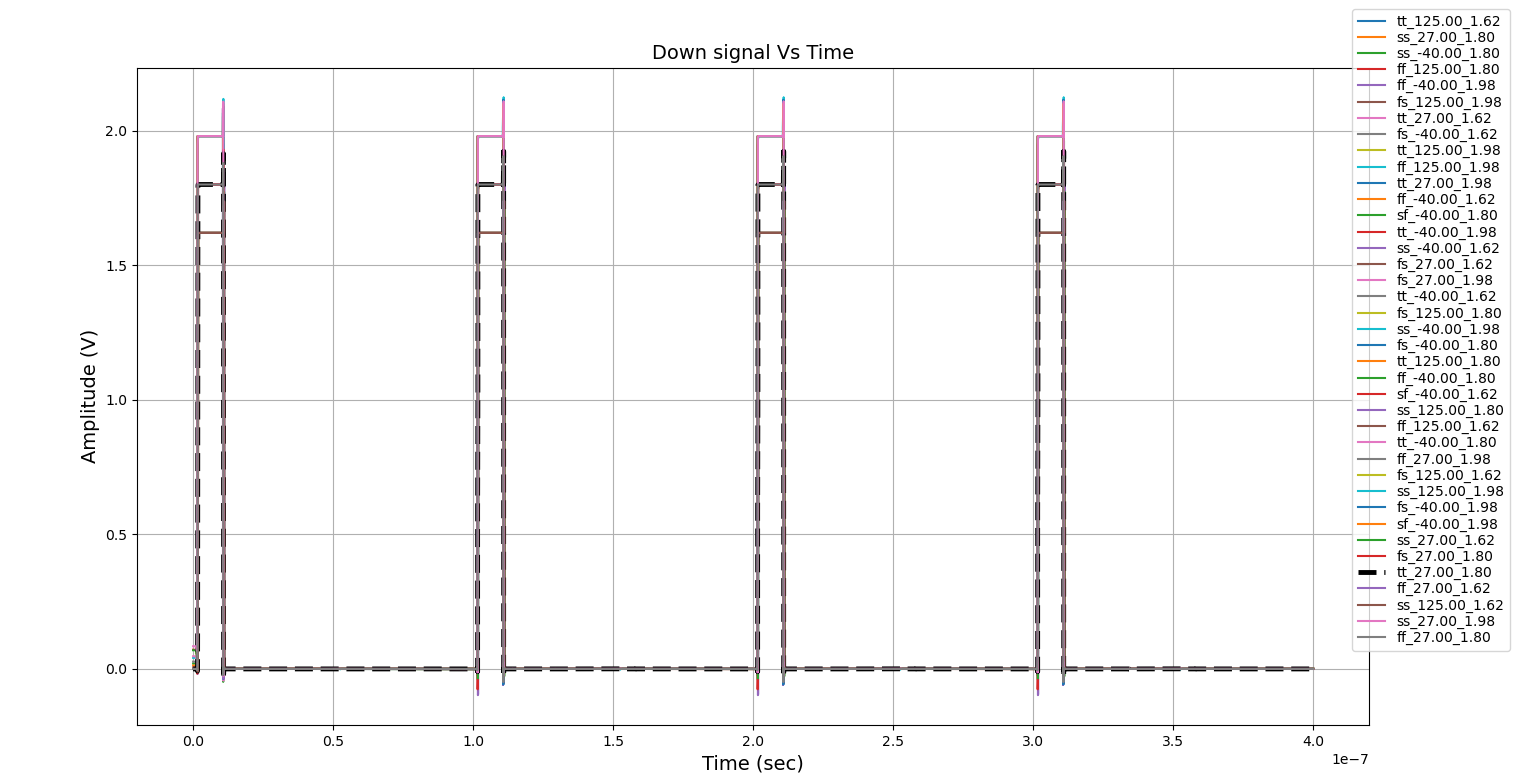 Down signal Vs Time
Amplitude (V)
2.0
1.5
1.0
0.5
0.0
0.0 0.5 1.0 1.5 2.0 2.5 3.0 3.5 4.0
1e−7
Time (sec)
tt_125.00_1.62
ss_27.00_1.80
ss_-40.00_1.80
ff_125.00_1.80
ff_-40.00_1.98
fs_125.00_1.98
tt_27.00_1.62
fs_-40.00_1.62
tt_125.00_1.98
ff_125.00_1.98
tt_27.00_1.98
ff_-40.00_1.62
sf_-40.00_1.80
tt_-40.00_1.98
ss_-40.00_1.62
fs_27.00_1.62
fs_27.00_1.98
tt_-40.00_1.62
fs_125.00_1.80
ss_-40.00_1.98
fs_-40.00_1.80
tt_125.00_1.80
ff_-40.00_1.80
sf_-40.00_1.62
ss_125.00_1.80
ff_125.00_1.62
tt_-40.00_1.80
ff_27.00_1.98
fs_125.00_1.62
ss_125.00_1.98
fs_-40.00_1.98
sf_-40.00_1.98
ss_27.00_1.62
fs_27.00_1.80
tt_27.00_1.80
ff_27.00_1.62
ss_125.00_1.62
ss_27.00_1.98
ff_27.00_1.80